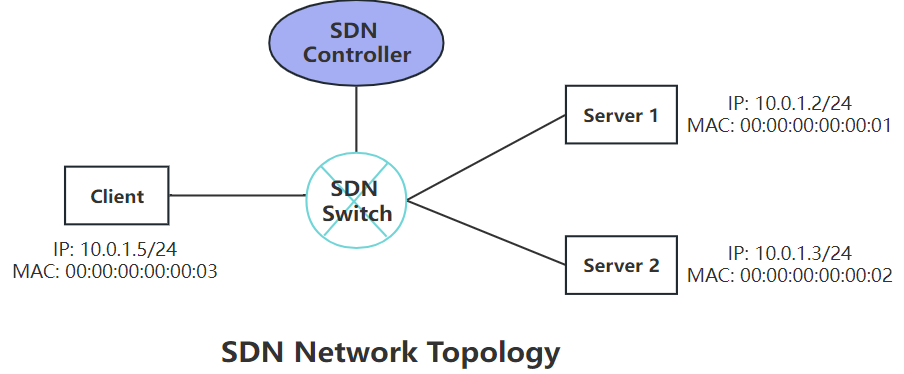 SDN
Controller
Server 1
IP: 10.0.1.2/24
MAC: 00:00:00:00:00:01
Client
SDN
Switch
IP: 10.0.1.5/24
MAC: 00:00:00:00:00:03
Server 2
IP: 10.0.1.3/24
MAC: 00:00:00:00:00:02
SDN Network Topology